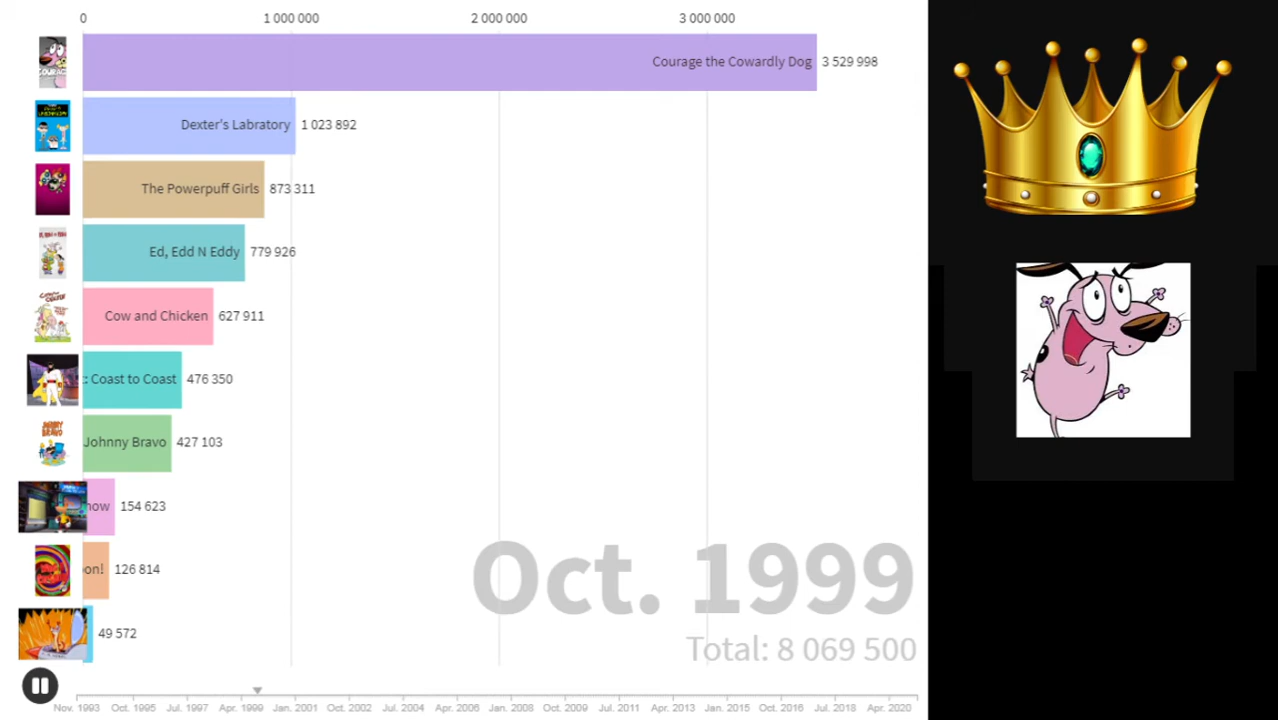 0 1 000 000 2 000 000 3 000 000
Courage the Cowardly Dog 3 529 998
Dexter's Labratory 1 023 892
The Powerpuff Girls 873 311
Ed, Edd N Eddy 779 926
Cow and Chicken 627 911
: Coast to Coast 476 350
Johnny Bravo 427 103
how 154 623
on! 126 814
49 572
Oct. 1999
Total: 8 069 500
Nov. 1993 Oct. 1995 Jul. 1997 Apr. 1999 Jan. 2001 Oct. 2002 Jul. 2004 Apr. 2006 Jan. 2008 Oct. 2009 Jul. 2011 Apr. 2013 Jan. 2015 Oct. 2016 Jul. 2018 Apr. 2020